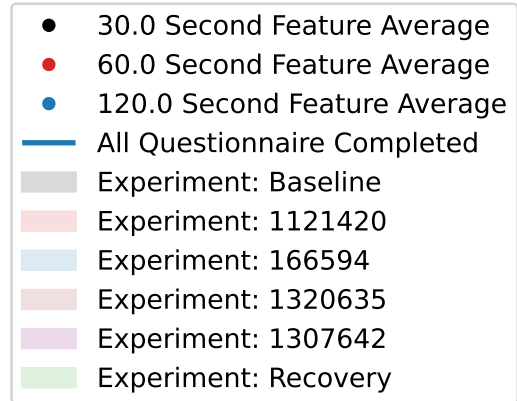 30.0 Second Feature Average
60.0 Second Feature Average
120.0 Second Feature Average
All Questionnaire Completed
Experiment: Baseline
Experiment: 1121420
Experiment: 166594
Experiment: 1320635
Experiment: 1307642
Experiment: Recovery